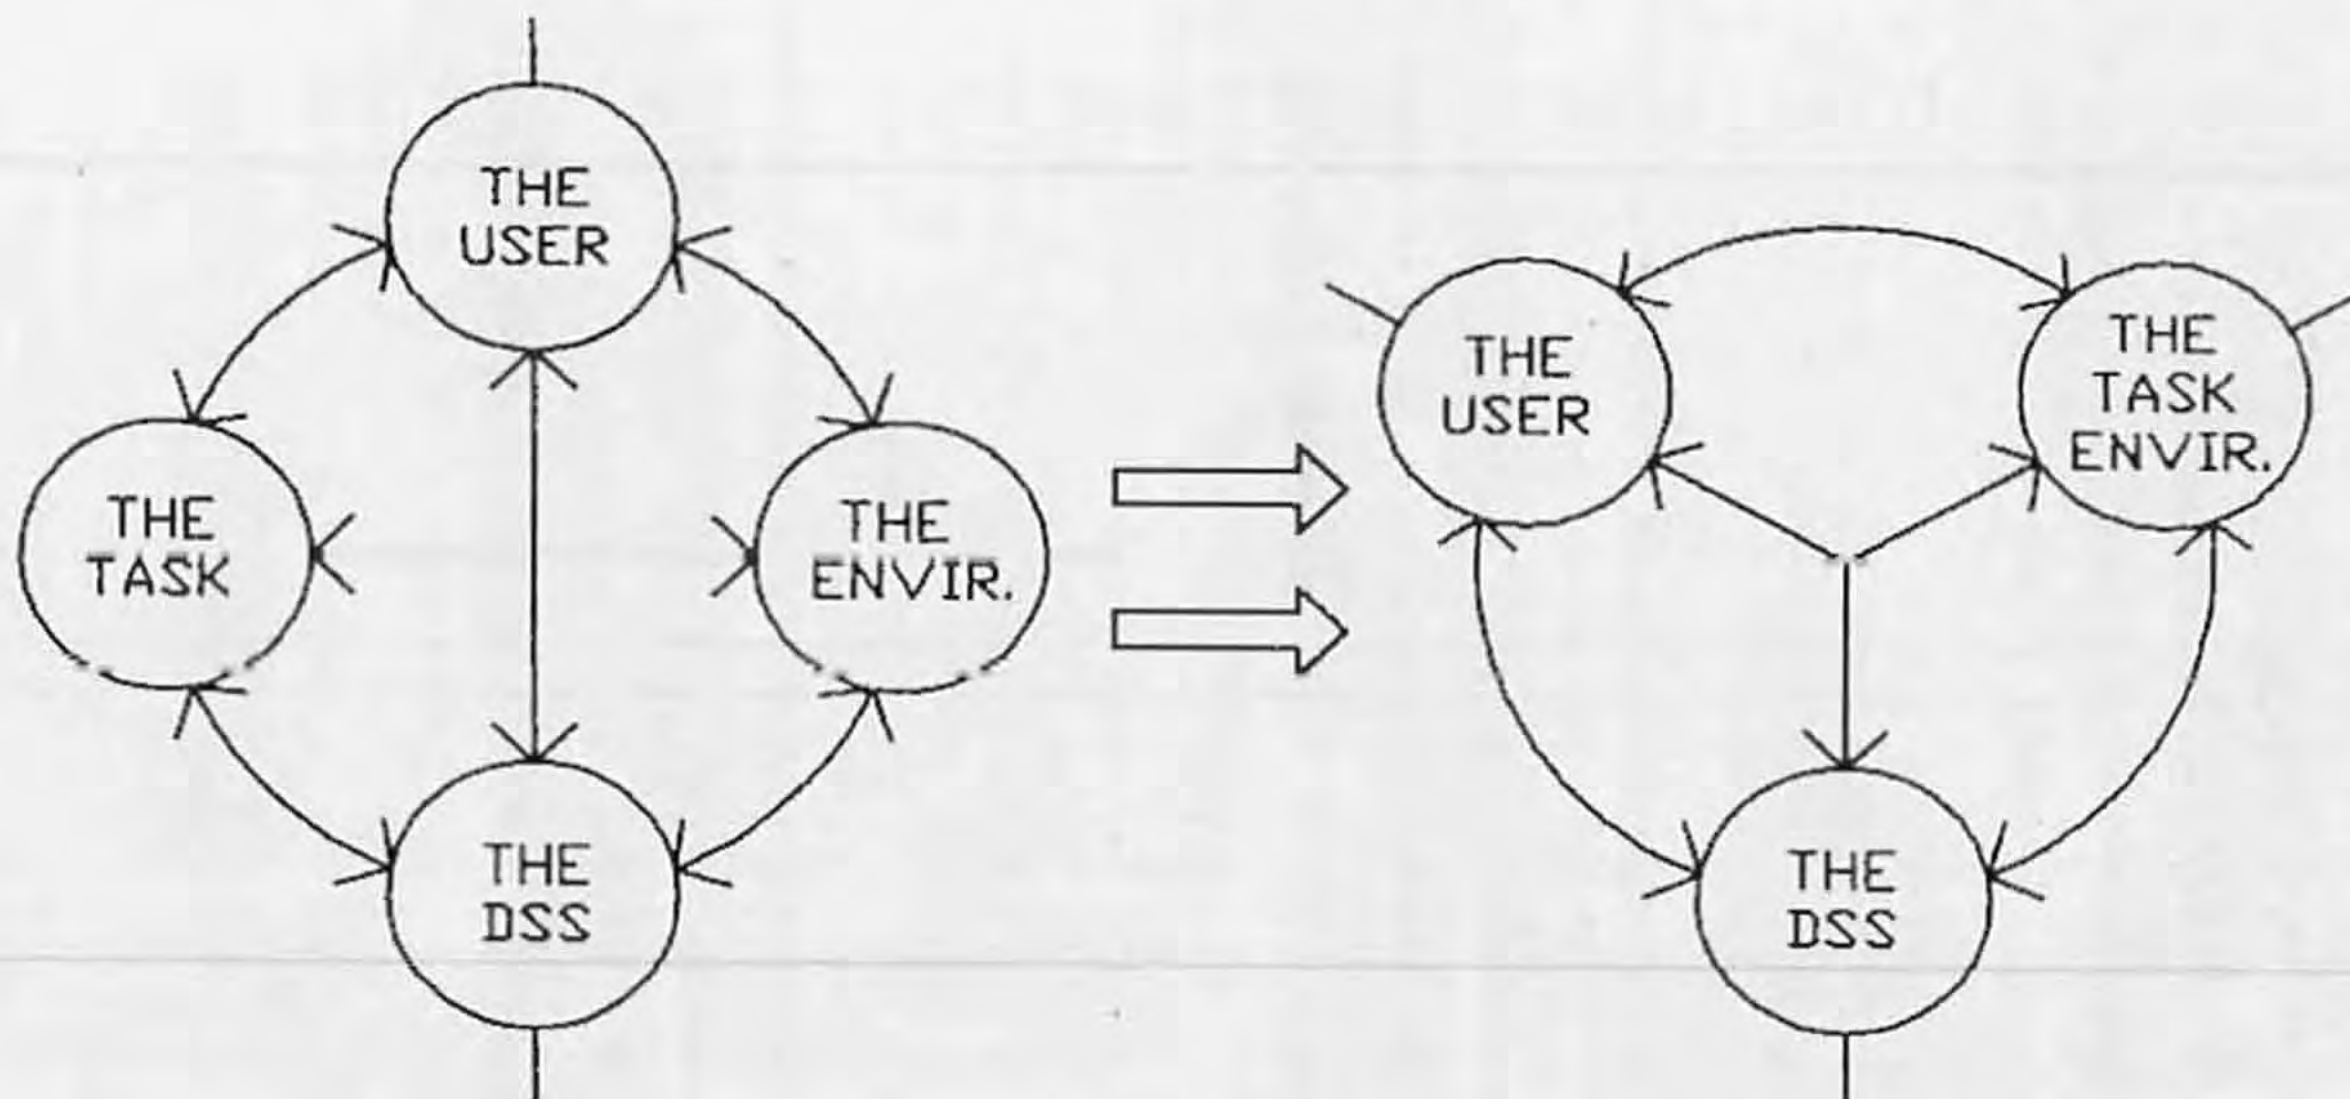 THE
USER
THE
TASK
THE
ENVIR.
THE
DSS
THE
USER
THE
TASK
ENVIR.
THE
DSS